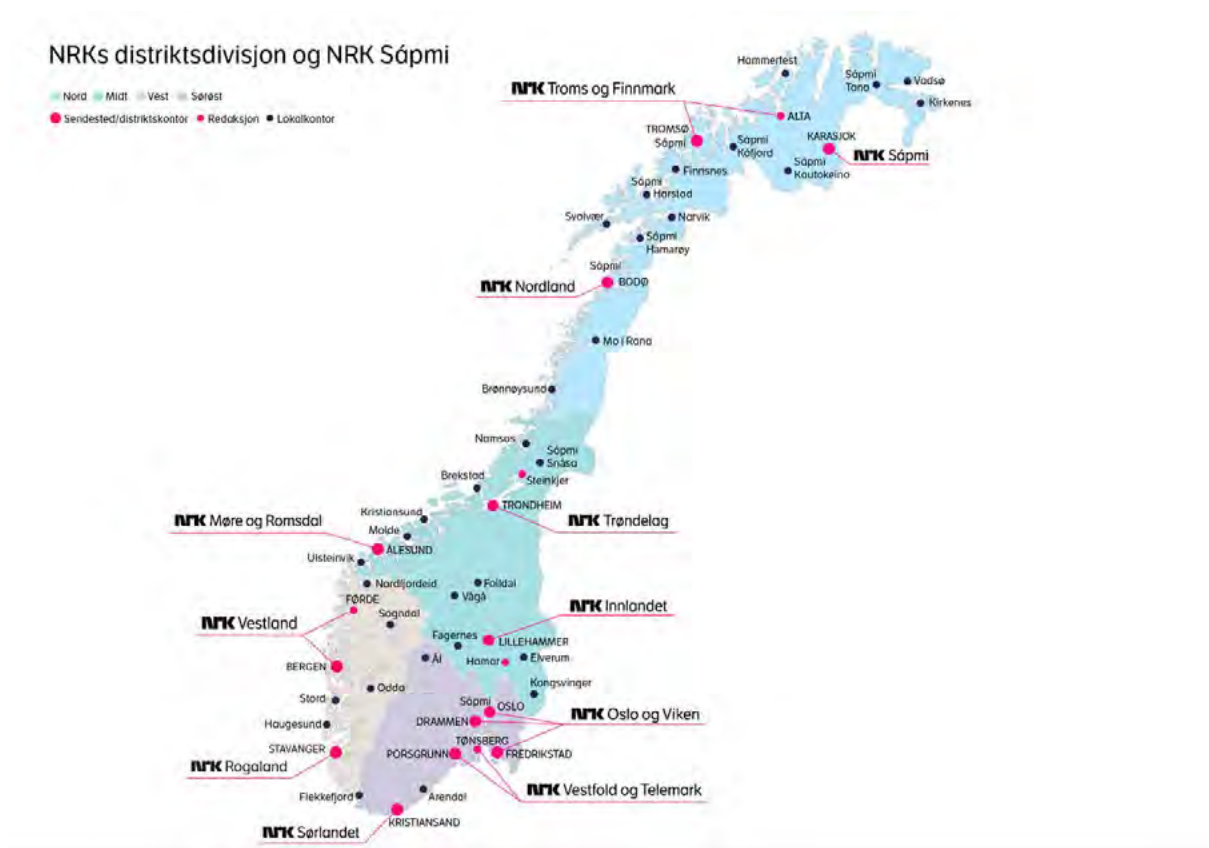 NRKs distriktsdivisjon og NRK Sápmi
Nord Midt Vest Sørøst
Sendested/distriktskontor Redaksjon Lokalkontor
Hammerfest
NRK Troms og Finnmark
Sápmi
Tana
Vadsø
Kirkenes
ALTA
TROMSØ
Sápmi
Sápmi
Kåfjord
KARASJOK
NRK Sápmi
Finnsnes
Sápmi
Kautokeino
Sápmi
Harstad
Svolvær
Narvik
Sápmi
Hamarøy
Sápmi
NRK Nordland
BODØ
Mo i Rana
Brønnøysund
Namsos
Sápmi
Snåsa
Brekstad
Steinkjer
TRONDHEIM
Kristiansund
NRK Møre og Romsdal
NRK Trøndelag
Molde
ÅLESUND
Ulsteinvik
Nordfjordeid
Folldal
Vågå
FØRDE
NRK Innlandet
Sogndal
NRK Vestland
Fagernes
LILLEHAMMER
Ål
Hamar
Elverum
BERGEN
Kongsvinger
Odda
Stord
Sápmi
OSLO
NRK Oslo og Viken
Haugesund
DRAMMEN
TØNSBERG
STAVANGER
PORSGRUNN
FREDRIKSTAD
NRK Rogaland
NRK Vestfold og Telemark
Flekkefjord
Arendal
KRISTIANSAND
NRK Sørlandet